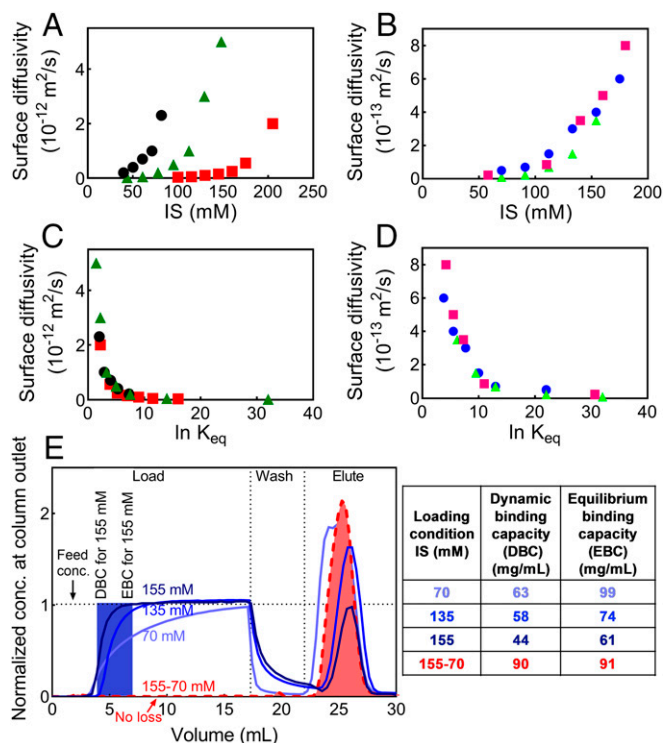 A
Surface diffusivity
(10⁻¹² m²/s)
4
2
0
0 50 100 150 200 250
IS (mM)
B
Surface diffusivity
(10⁻¹³ m²/s)
8
6
4
2
0
0 50 100 150 200
IS (mM)
C
Surface diffusivity
(10⁻¹² m²/s)
4
2
0
0 10 20 30 40
ln Keq
D
Surface diffusivity
(10⁻¹³ m²/s)
8
6
4
2
0
0 10 20 30 40
ln Keq
E
Normalized conc. at column outlet
2
1
0
Load
Wash
Elute
Feed
conc.
DBC for 155 mM
EBC for 155 mM
155 mM
135 mM
70 mM
155-70 mM
No loss
0 5 10 15 20 25 30
Volume (mL)
Loading condition IS (mM) Dynamic binding capacity (DBC) (mg/mL) Equilibrium binding capacity (EBC) (mg/mL)
70 63 99
135 58 74
155 44 61
155-70 90 91